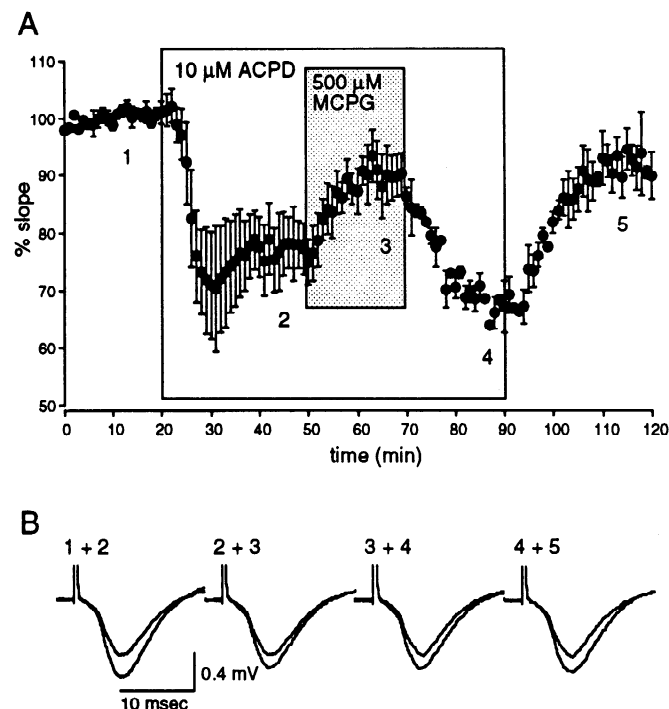 A
% slope
110
100
90
80
70
60
50
10 µM ACPD
500 µM
MCPG
1
2
3
4
5
0 10 20 30 40 50 60 70 80 90 100 110 120
time (min)
B
1 + 2 2 + 3 3 + 4 4 + 5
0.4 mV
10 msec